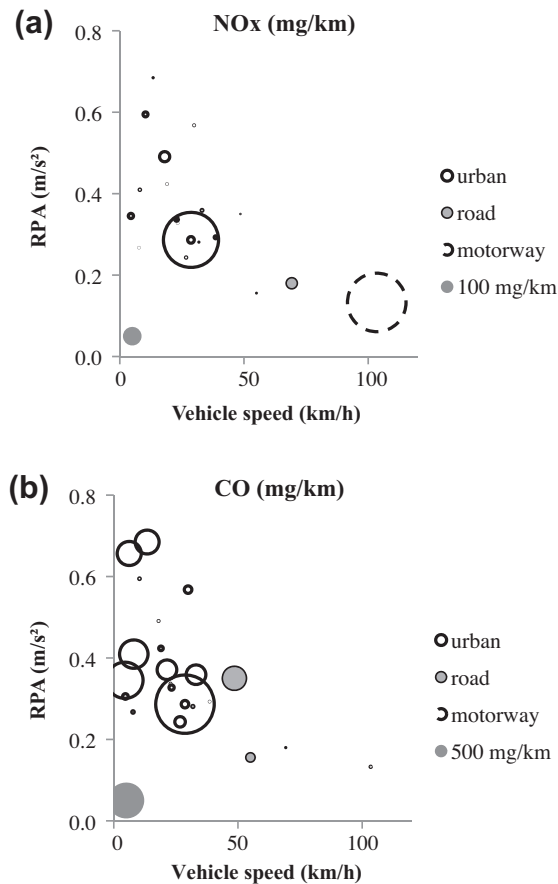 (a)
NOx (mg/km)
0.8
0.6
0.4
0.2
0.0
RPA (m/s²)
0
50
100
Vehicle speed (km/h)
urban
road
motorway
100 mg/km
(b)
CO (mg/km)
0.8
0.6
0.4
0.2
0.0
RPA (m/s²)
0
50
100
Vehicle speed (km/h)
urban
road
motorway
500 mg/km